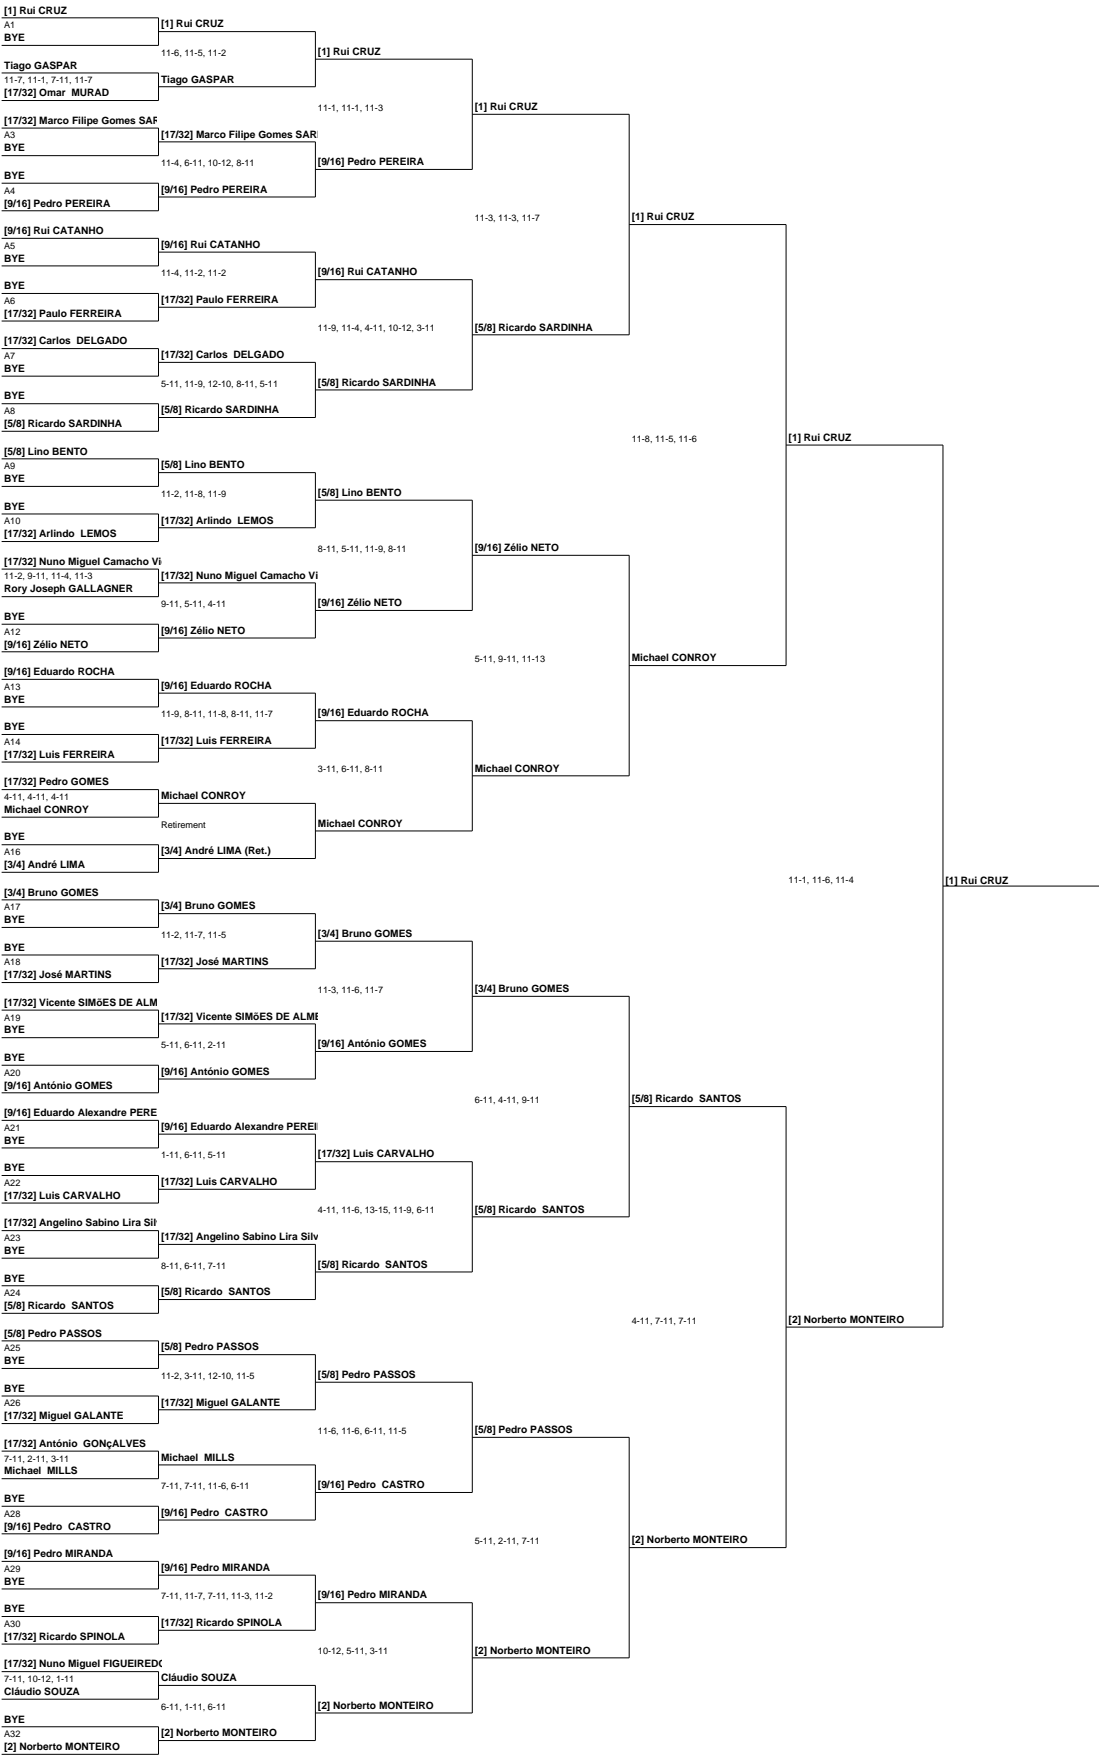 [1] Rui CRUZ
A1
BYE
Tiago GASPAR
11-7, 11-1, 7-11, 11-7
[17/32] Omar MURAD
[17/32] Marco Filipe Gomes SAR
A3
BYE
BYE
A4
[9/16] Pedro PEREIRA
[9/16] Rui CATANHO
A5
BYE
BYE
A6
[17/32] Paulo FERREIRA
[17/32] Carlos DELGADO
A7
BYE
BYE
A8
[5/8] Ricardo SARDINHA
[5/8] Lino BENTO
A9
BYE
BYE
A10
[17/32] Arlindo LEMOS
[17/32] Nuno Miguel Camacho Vi
11-2, 9-11, 11-4, 11-3
Rory Joseph GALLAGNER
BYE
A12
[9/16] Zélio NETO
[9/16] Eduardo ROCHA
A13
BYE
BYE
A14
[17/32] Luis FERREIRA
[17/32] Pedro GOMES
4-11, 4-11, 4-11
Michael CONROY
BYE
A16
[3/4] André LIMA
[3/4] Bruno GOMES
A17
BYE
BYE
A18
[17/32] José MARTINS
[17/32] Vicente SIMõES DE ALM
A19
BYE
BYE
A20
[9/16] António GOMES
[9/16] Eduardo Alexandre PERE
A21
BYE
BYE
A22
[17/32] Luis CARVALHO
[17/32] Angelino Sabino Lira Sil
A23
BYE
BYE
A24
[5/8] Ricardo SANTOS
[5/8] Pedro PASSOS
A25
BYE
BYE
A26
[17/32] Miguel GALANTE
[17/32] António GONçALVES
7-11, 2-11, 3-11
Michael MILLS
BYE
A28
[9/16] Pedro CASTRO
[9/16] Pedro MIRANDA
A29
BYE
BYE
A30
[17/32] Ricardo SPINOLA
[17/32] Nuno Miguel FIGUEIREDO
7-11, 10-12, 1-11
Cláudio SOUZA
BYE
A32
[2] Norberto MONTEIRO
[1] Rui CRUZ
11-6, 11-5, 11-2
Tiago GASPAR
[17/32] Marco Filipe Gomes SAR
11-4, 6-11, 10-12, 8-11
[9/16] Pedro PEREIRA
[9/16] Rui CATANHO
11-4, 11-2, 11-2
[17/32] Paulo FERREIRA
[17/32] Carlos DELGADO
5-11, 11-9, 12-10, 8-11, 5-11
[5/8] Ricardo SARDINHA
[5/8] Lino BENTO
11-2, 11-8, 11-9
[17/32] Arlindo LEMOS
[17/32] Nuno Miguel Camacho Vi
9-11, 5-11, 4-11
[9/16] Zélio NETO
[9/16] Eduardo ROCHA
11-9, 8-11, 11-8, 8-11, 11-7
[17/32] Luis FERREIRA
Michael CONROY
Retirement
[3/4] André LIMA (Ret.)
[3/4] Bruno GOMES
11-2, 11-7, 11-5
[17/32] José MARTINS
[17/32] Vicente SIMõES DE ALME
5-11, 6-11, 2-11
[9/16] António GOMES
[9/16] Eduardo Alexandre PEREI
1-11, 6-11, 5-11
[17/32] Luis CARVALHO
[17/32] Angelino Sabino Lira Silv
8-11, 6-11, 7-11
[5/8] Ricardo SANTOS
[5/8] Pedro PASSOS
11-2, 3-11, 12-10, 11-5
[17/32] Miguel GALANTE
Michael MILLS
7-11, 7-11, 11-6, 6-11
[9/16] Pedro CASTRO
[9/16] Pedro MIRANDA
7-11, 11-7, 7-11, 11-3, 11-2
[17/32] Ricardo SPINOLA
Cláudio SOUZA
6-11, 1-11, 6-11
[2] Norberto MONTEIRO
[1] Rui CRUZ
11-1, 11-1, 11-3
[9/16] Pedro PEREIRA
[9/16] Rui CATANHO
11-9, 11-4, 4-11, 10-12, 3-11
[5/8] Ricardo SARDINHA
[5/8] Lino BENTO
8-11, 5-11, 11-9, 8-11
[9/16] Zélio NETO
[9/16] Eduardo ROCHA
3-11, 6-11, 8-11
Michael CONROY
[3/4] Bruno GOMES
11-3, 11-6, 11-7
[9/16] António GOMES
[17/32] Luis CARVALHO
4-11, 11-6, 13-15, 11-9, 6-11
[5/8] Ricardo SANTOS
[5/8] Pedro PASSOS
11-6, 11-6, 6-11, 11-5
[9/16] Pedro CASTRO
[9/16] Pedro MIRANDA
10-12, 5-11, 3-11
[2] Norberto MONTEIRO
[1] Rui CRUZ
11-3, 11-3, 11-7
[5/8] Ricardo SARDINHA
[9/16] Zélio NETO
5-11, 9-11, 11-13
Michael CONROY
[3/4] Bruno GOMES
6-11, 4-11, 9-11
[5/8] Ricardo SANTOS
[5/8] Pedro PASSOS
5-11, 2-11, 7-11
[2] Norberto MONTEIRO
[1] Rui CRUZ
11-8, 11-5, 11-6
Michael CONROY
[5/8] Ricardo SANTOS
4-11, 7-11, 7-11
[2] Norberto MONTEIRO
[1] Rui CRUZ
11-1, 11-6, 11-4
[2] Norberto MONTEIRO
[1] Rui CRUZ